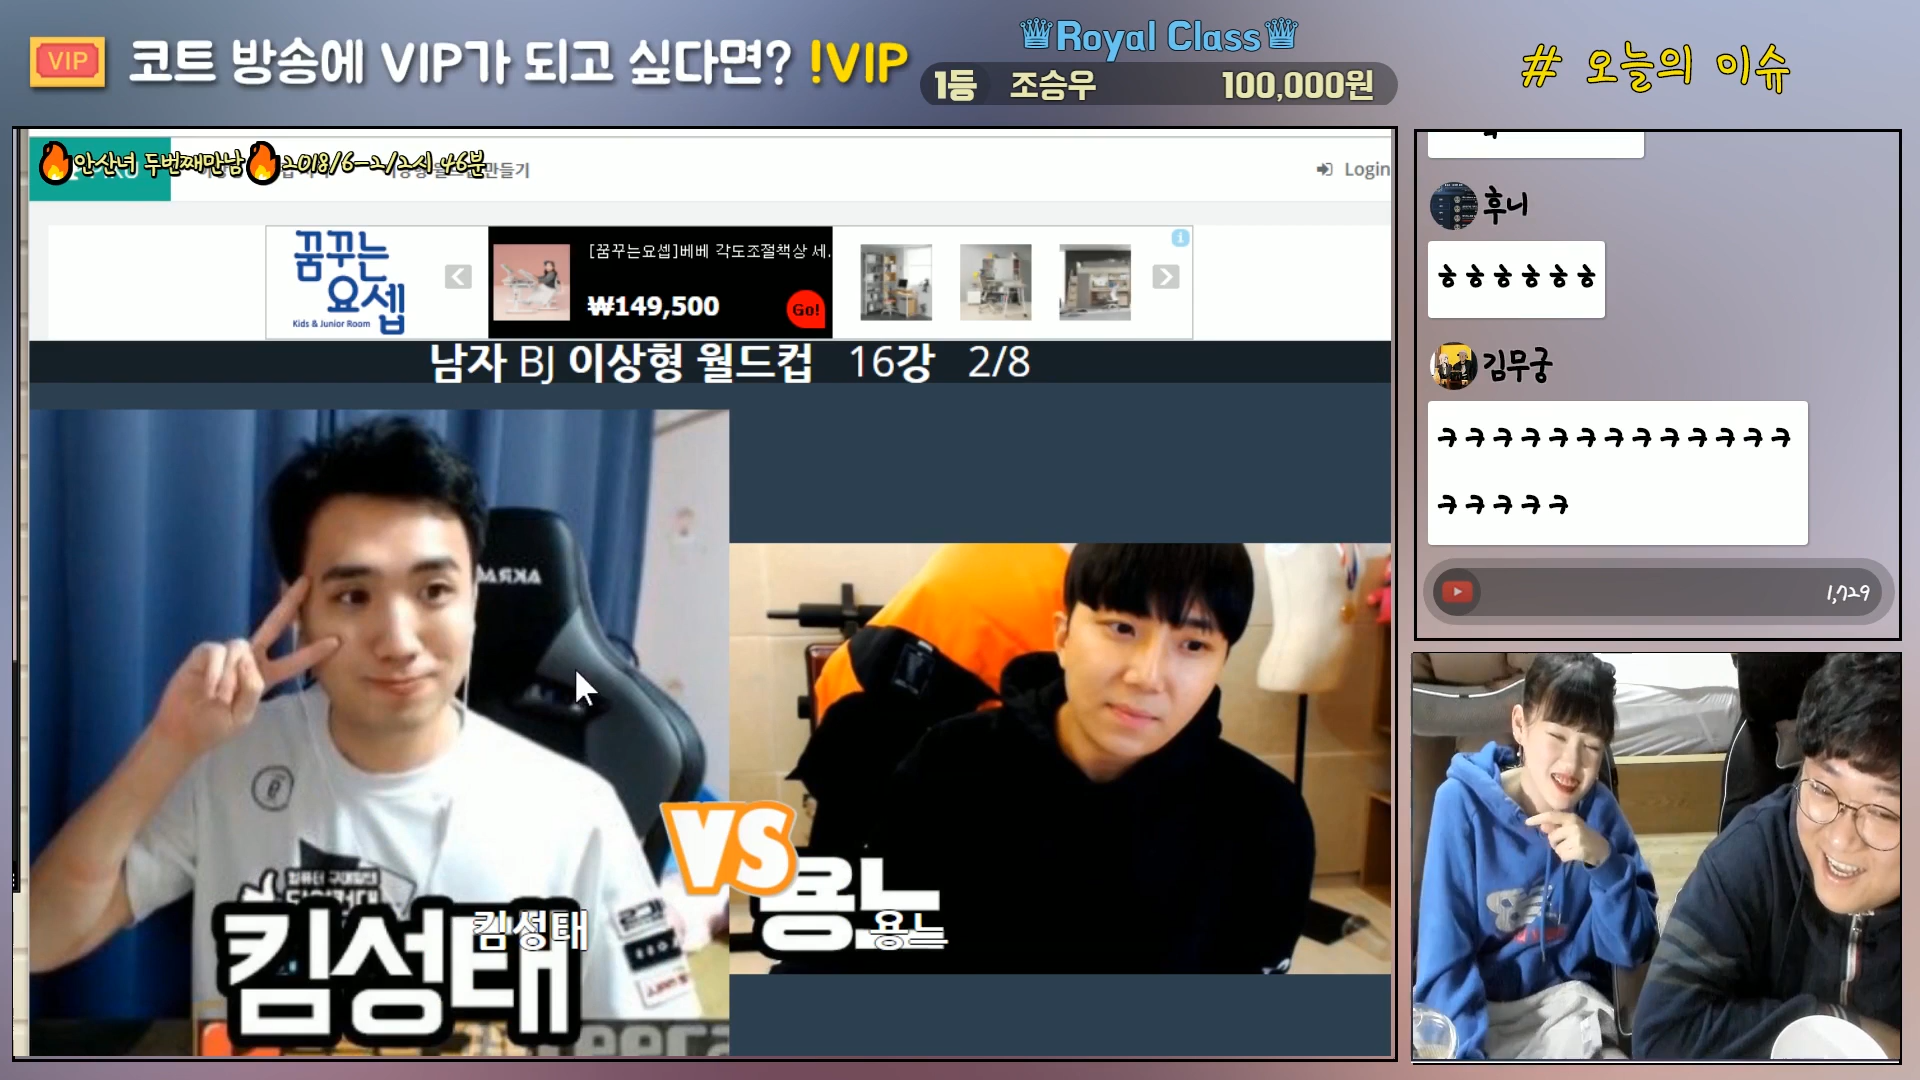 VIP 코트 방송에 VIP가 되고 싶다면? !VIP
Royal Class
1등 조승우 100,000원
# 오늘의 이슈
안산녀 두번째만남 2018/6-2/2시 46분
만들기
Login
꿈꾸는
요셉
Kids & Junior Room
[꿈꾸는요셉]베베 각도조절책상 세.
₩149,500
Go!
남자 BJ 이상형 월드컵 16강 2/8
AKRA
VS
킴성태
킴성태
용느
용느
후니
ㅎㅎㅎㅎㅎㅎ
김무궁
ㅋㅋㅋㅋㅋㅋㅋㅋㅋㅋㅋㅋㅋ
ㅋㅋㅋㅋㅋ
1,729